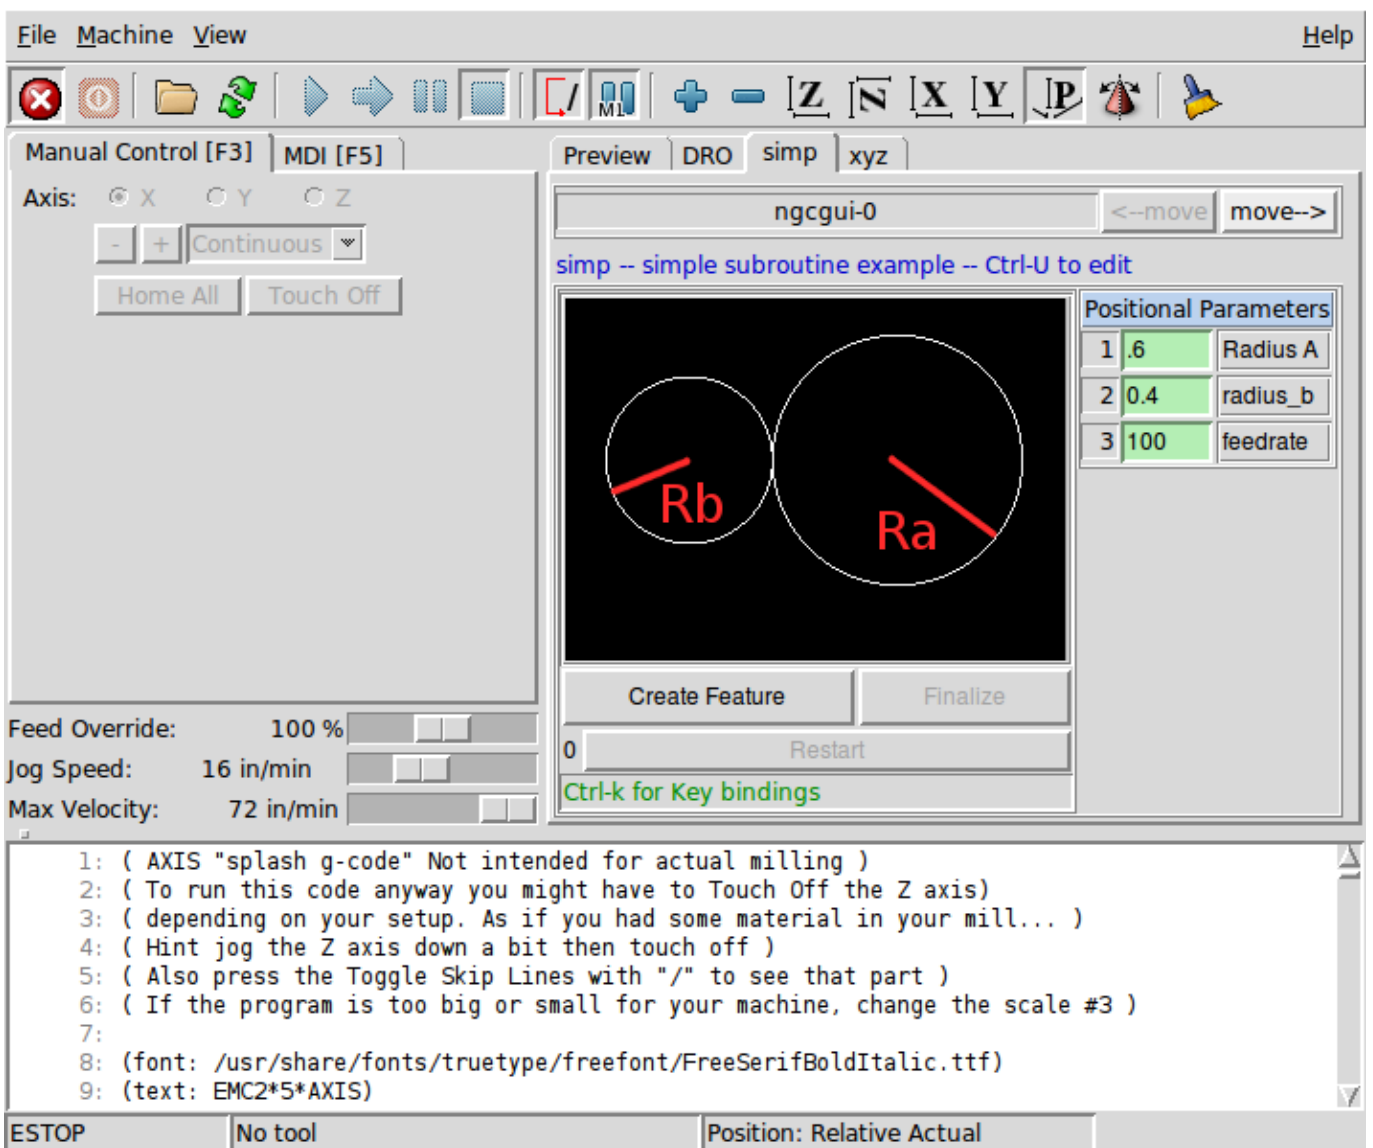 File Machine View Help
M1 Z N X Y P
Manual Control [F3] MDI [F5]
Preview DRO simp xyz
Axis: X Y Z
- + Continuous
Home All Touch Off
ngcgui-0 <--move move-->
simp -- simple subroutine example -- Ctrl-U to edit
Rb
Ra
Positional Parameters
1 .6 Radius A
2 0.4 radius_b
3 100 feedrate
Create Feature Finalize
0 Restart
Ctrl-k for Key bindings
Feed Override: 100 %
Jog Speed: 16 in/min
Max Velocity: 72 in/min
1: ( AXIS "splash g-code" Not intended for actual milling )
2: ( To run this code anyway you might have to Touch Off the Z axis)
3: ( depending on your setup. As if you had some material in your mill... )
4: ( Hint jog the Z axis down a bit then touch off )
5: ( Also press the Toggle Skip Lines with "/" to see that part )
6: ( If the program is too big or small for your machine, change the scale #3 )
7:
8: (font: /usr/share/fonts/truetype/freefont/FreeSerifBoldItalic.ttf)
9: (text: EMC2*5*AXIS)
ESTOP No tool Position: Relative Actual